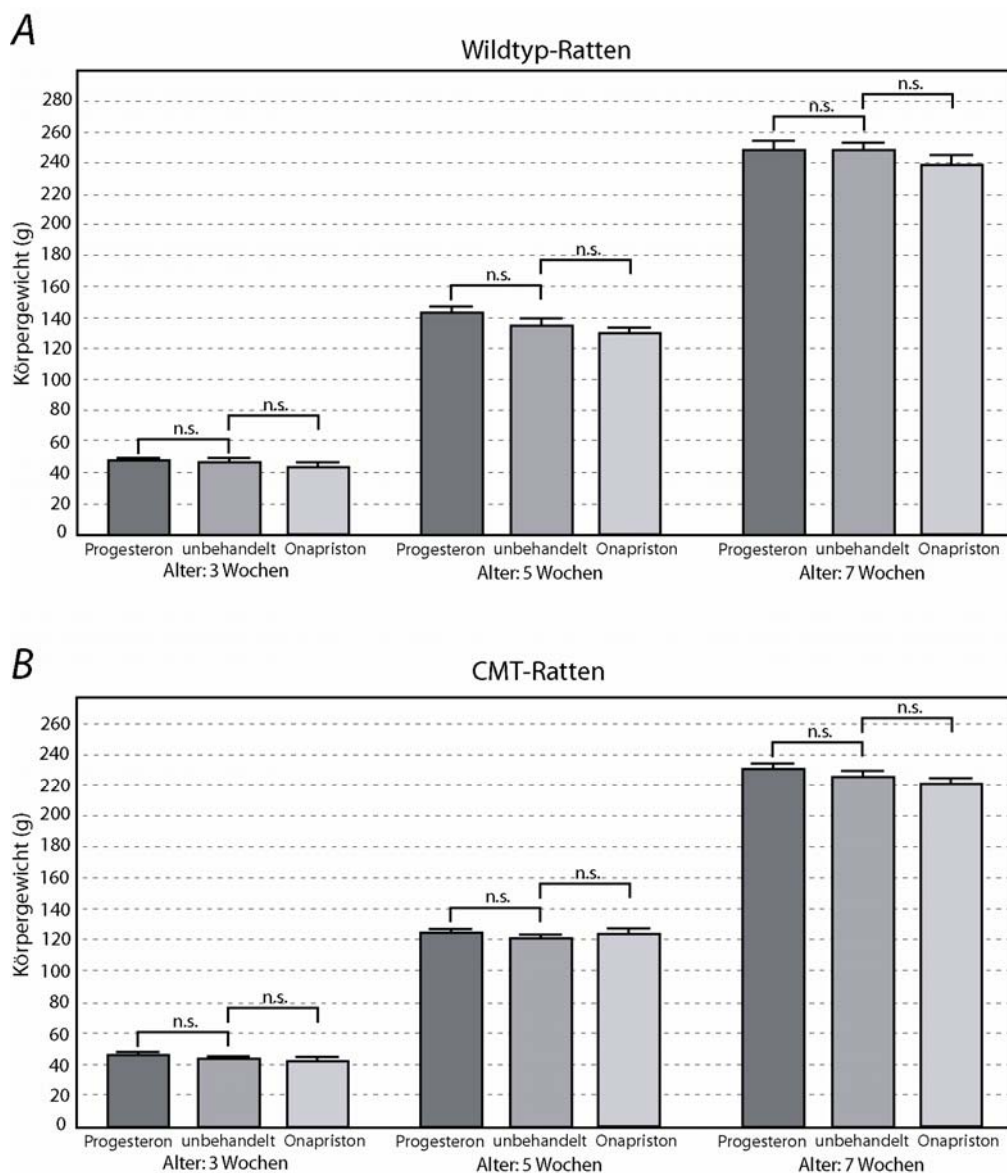 A
Wildtyp-Ratten
Körpergewicht (g)
280
260
240
220
200
180
160
140
120
100
80
60
40
20
0
n.s.
n.s.
n.s.
n.s.
n.s.
n.s.
Progesteron unbehandelt Onapriston
Progesteron unbehandelt Onapriston
Progesteron unbehandelt Onapriston
Alter: 3 Wochen
Alter: 5 Wochen
Alter: 7 Wochen
B
CMT-Ratten
Körpergewicht (g)
260
240
220
200
180
160
140
120
100
80
60
40
20
0
n.s.
n.s.
n.s.
n.s.
n.s.
n.s.
Progesteron unbehandelt Onapriston
Progesteron unbehandelt Onapriston
Progesteron unbehandelt Onapriston
Alter: 3 Wochen
Alter: 5 Wochen
Alter: 7 Wochen